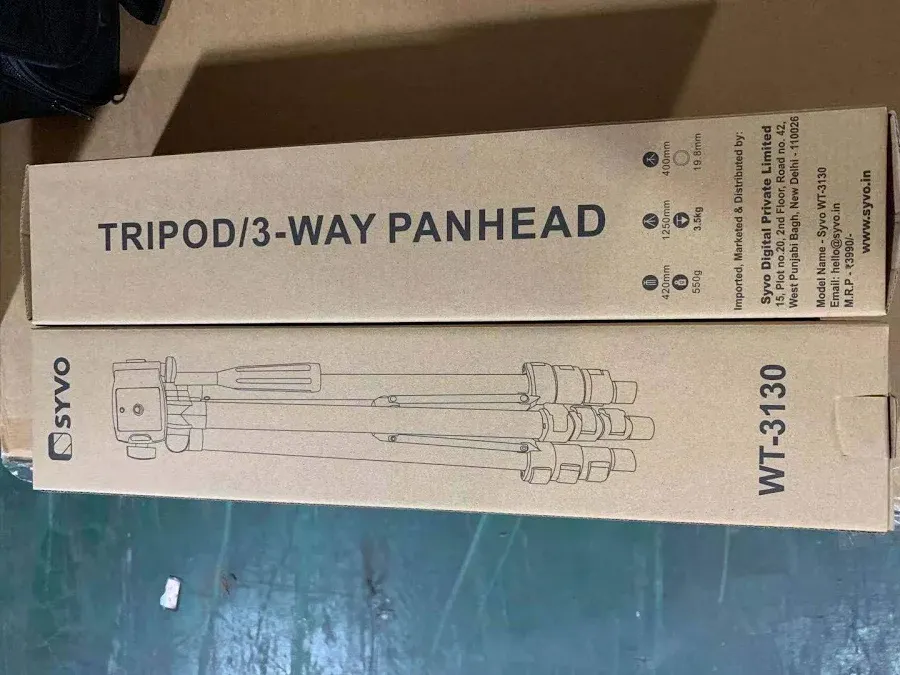 TRIPOD/3-WAY PANHEAD
420mm
1250mm
400mm
550g
3.5kg
19.8mm
Imported, Marketed & Distributed by:
Syvo Digital Private Limited
15, Plot no.20, 2nd Floor, Road no. 42,
West Punjabi Bagh, New Delhi - 110026
Model Name - Syvo WT-3130
Email: hello@syvo.in
M.R.P - ₹3990/-
www.syvo.in
SYVO
WT-3130